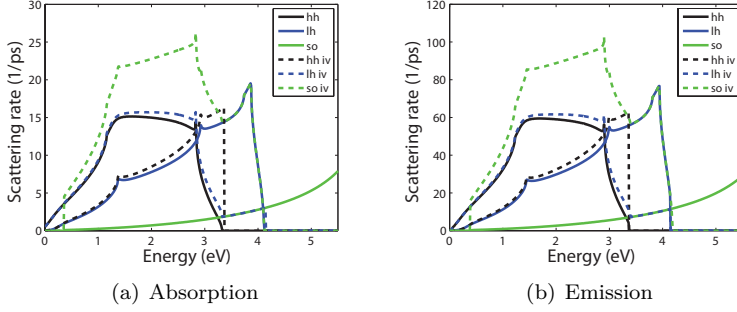 30
25
20
15
10
5
0
0 1 2 3 4 5
Scattering rate (1/ps)
Energy (eV)
hh
lh
so
hh iv
lh iv
so iv
(a) Absorption
120
100
80
60
40
20
0
0 1 2 3 4 5
Scattering rate (1/ps)
Energy (eV)
hh
lh
so
hh iv
lh iv
so iv
(b) Emission